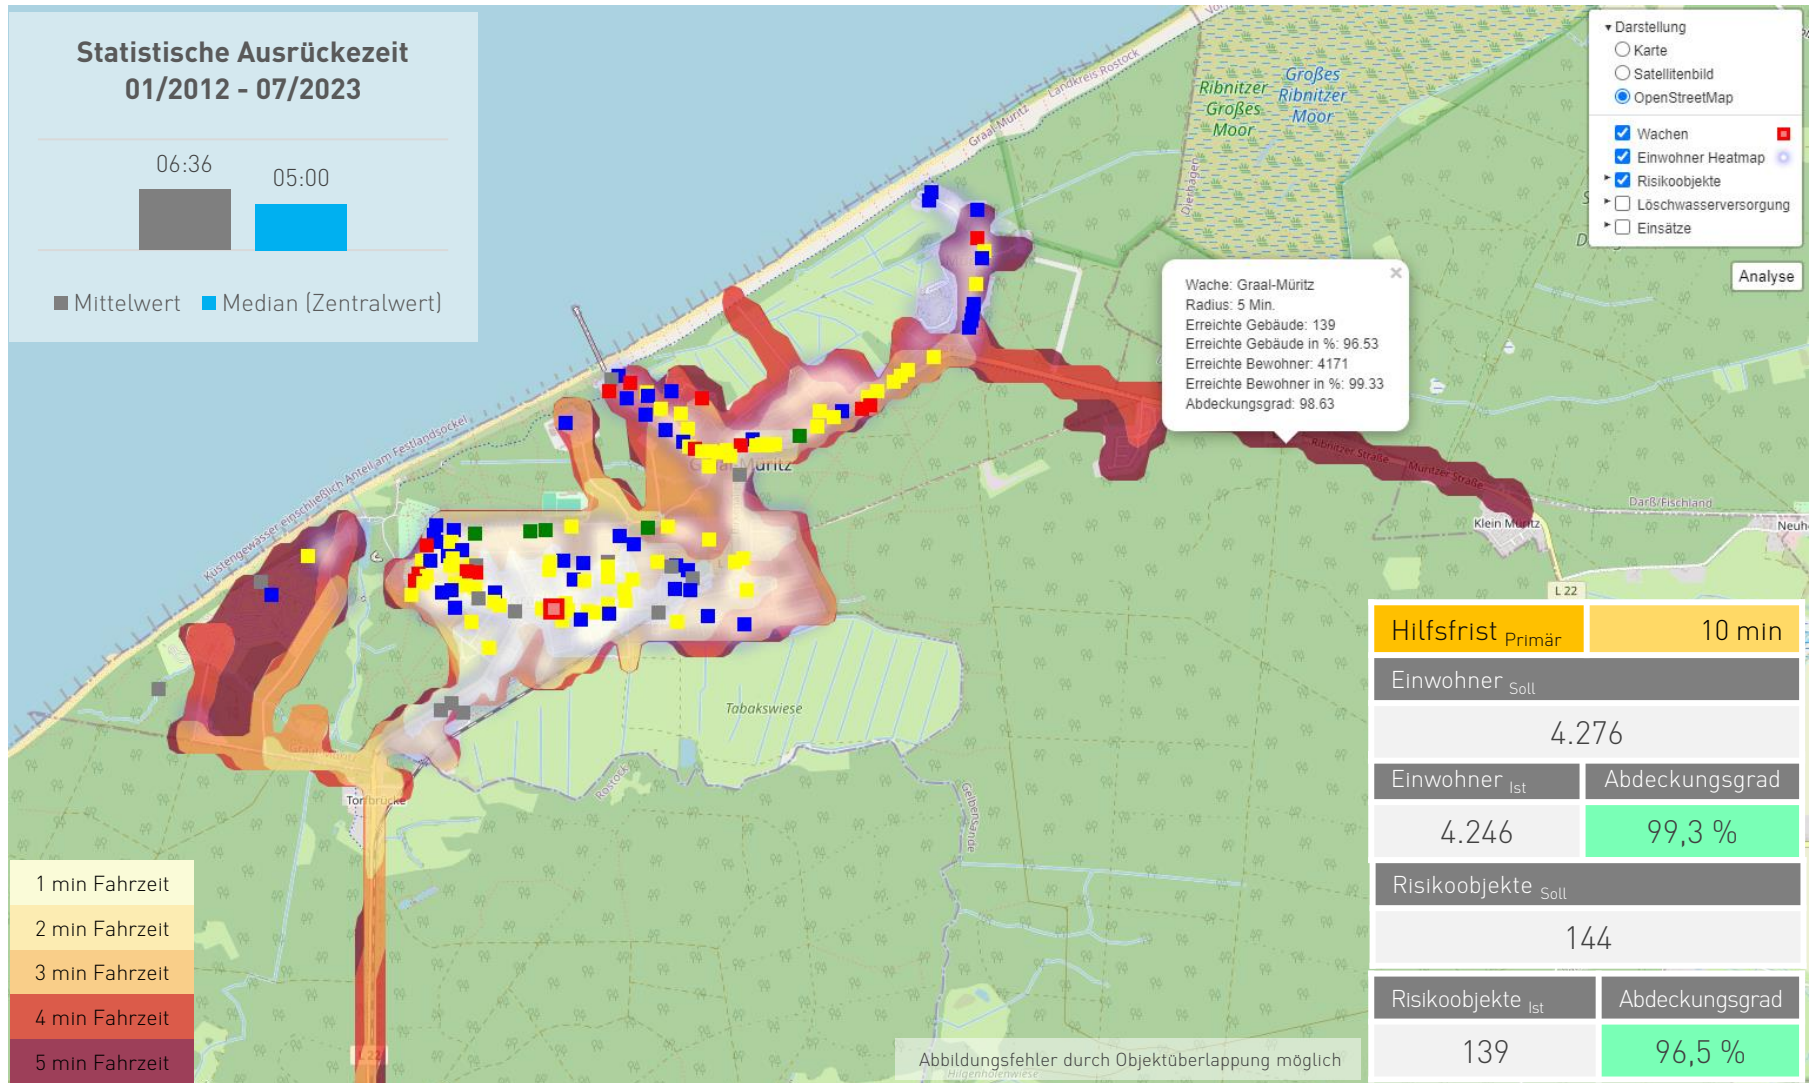 Statistische Ausrückezeit
01/2012 - 07/2023
06:36
05:00
Mittelwert
Median (Zentralwert)
Darstellung
Karte
Satellitenbild
OpenStreetMap
Wachen
Einwohner Heatmap
Risikoobjekte
Löschwasserversorgung
Einsätze
Analyse
Landkreis Rostock
Graal-Müritz
Dierhagen
Ribnitzer
Großes
Moor
Großes
Ribnitzer
Moor
Wache: Graal-Müritz
Radius: 5 Min.
Erreichte Gebäude: 139
Erreichte Gebäude in %: 96.53
Erreichte Bewohner: 4171
Erreichte Bewohner in %: 99.33
Abdeckungsgrad: 98.63
Küstengewässer einschließlich Anteil am Festlandsockel
Ribnitzer Straße
Müritzer Straße
Darß/Fischland
Klein Müritz
L 22
Tabakswiese
Rostock
Gelbensande
Torfbrücke
L 22
Hilfsfrist Primär
10 min
Einwohner Soll
4.276
Einwohner Ist
Abdeckungsgrad
4.246
99,3 %
Risikoobjekte Soll
144
Risikoobjekte Ist
Abdeckungsgrad
139
96,5 %
1 min Fahrzeit
2 min Fahrzeit
3 min Fahrzeit
4 min Fahrzeit
5 min Fahrzeit
Abbildungsfehler durch Objektüberlappung möglich